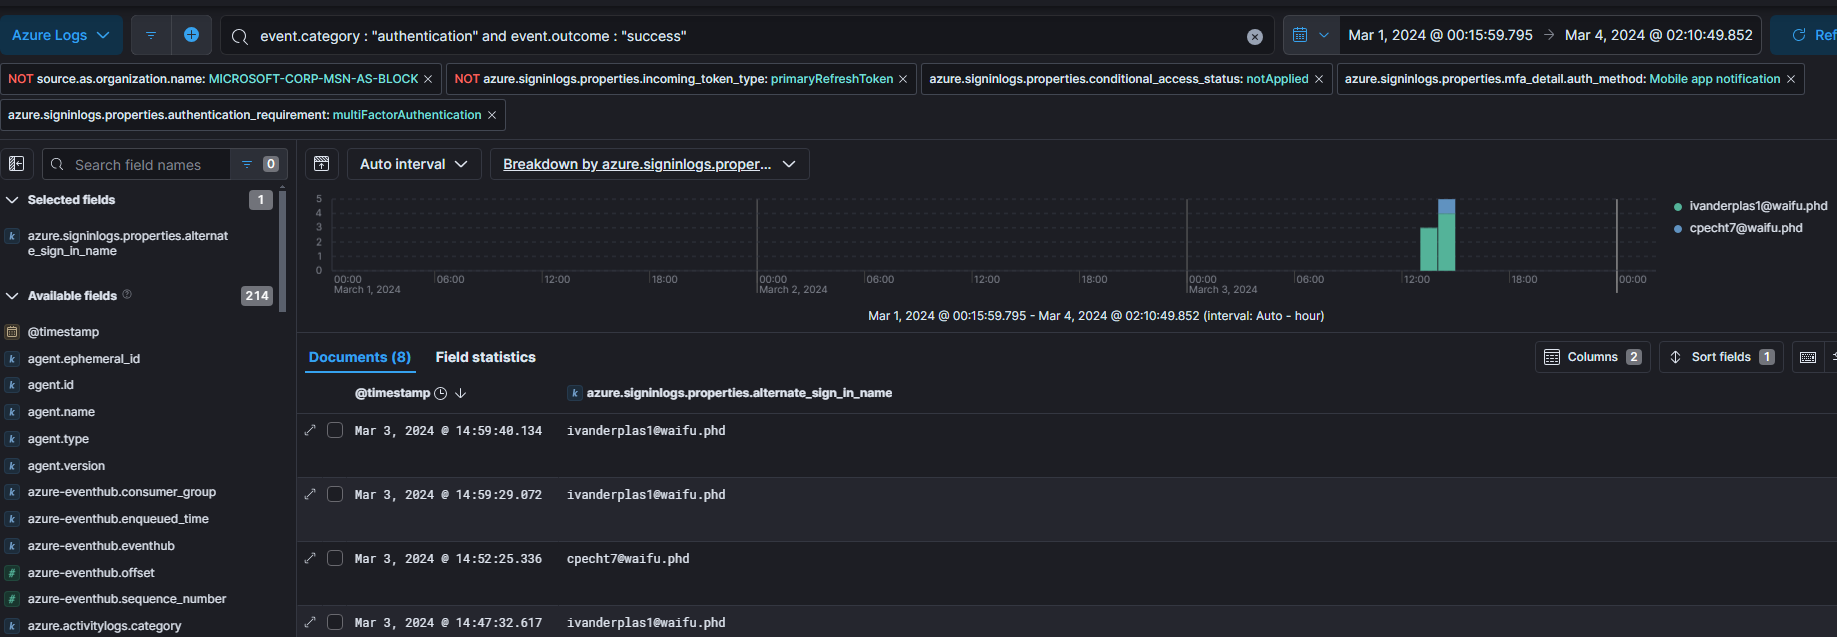 Azure Logs
event.category : "authentication" and event.outcome : "success"
Mar 1, 2024 @ 00:15:59.795 → Mar 4, 2024 @ 02:10:49.852
NOT source.as.organization.name: MICROSOFT-CORP-MSN-AS-BLOCK ×
NOT azure.signinlogs.properties.incoming_token_type: primaryRefreshToken ×
azure.signinlogs.properties.conditional_access_status: notApplied ×
azure.signinlogs.properties.mfa_detail.auth_method: Mobile app notification ×
azure.signinlogs.properties.authentication_requirement: multiFactorAuthentication ×
Search field names
0
Auto interval
Breakdown by azure.signinlogs.proper...
Selected fields
1
k azure.signinlogs.properties.alternat
e_sign_in_name
Available fields
214
@timestamp
k agent.ephemeral_id
k agent.id
k agent.name
k agent.type
k agent.version
k azure-eventhub.consumer_group
k azure-eventhub.enqueued_time
k azure-eventhub.eventhub
# azure-eventhub.offset
# azure-eventhub.sequence_number
k azure.activitylogs.category
5
4
3
2
1
0
00:00 06:00 12:00 18:00 00:00 06:00 12:00 18:00 00:00 06:00 12:00 18:00 00:00
March 1, 2024 March 2, 2024 March 3, 2024
ivanderplas1@waifu.phd
cpecht7@waifu.phd
Mar 1, 2024 @ 00:15:59.795 - Mar 4, 2024 @ 02:10:49.852 (interval: Auto - hour)
Documents (8) Field statistics
Columns 2
Sort fields 1
@timestamp
k azure.signinlogs.properties.alternate_sign_in_name
Mar 3, 2024 @ 14:59:40.134 ivanderplas1@waifu.phd
Mar 3, 2024 @ 14:59:29.072 ivanderplas1@waifu.phd
Mar 3, 2024 @ 14:52:25.336 cpecht7@waifu.phd
Mar 3, 2024 @ 14:47:32.617 ivanderplas1@waifu.phd